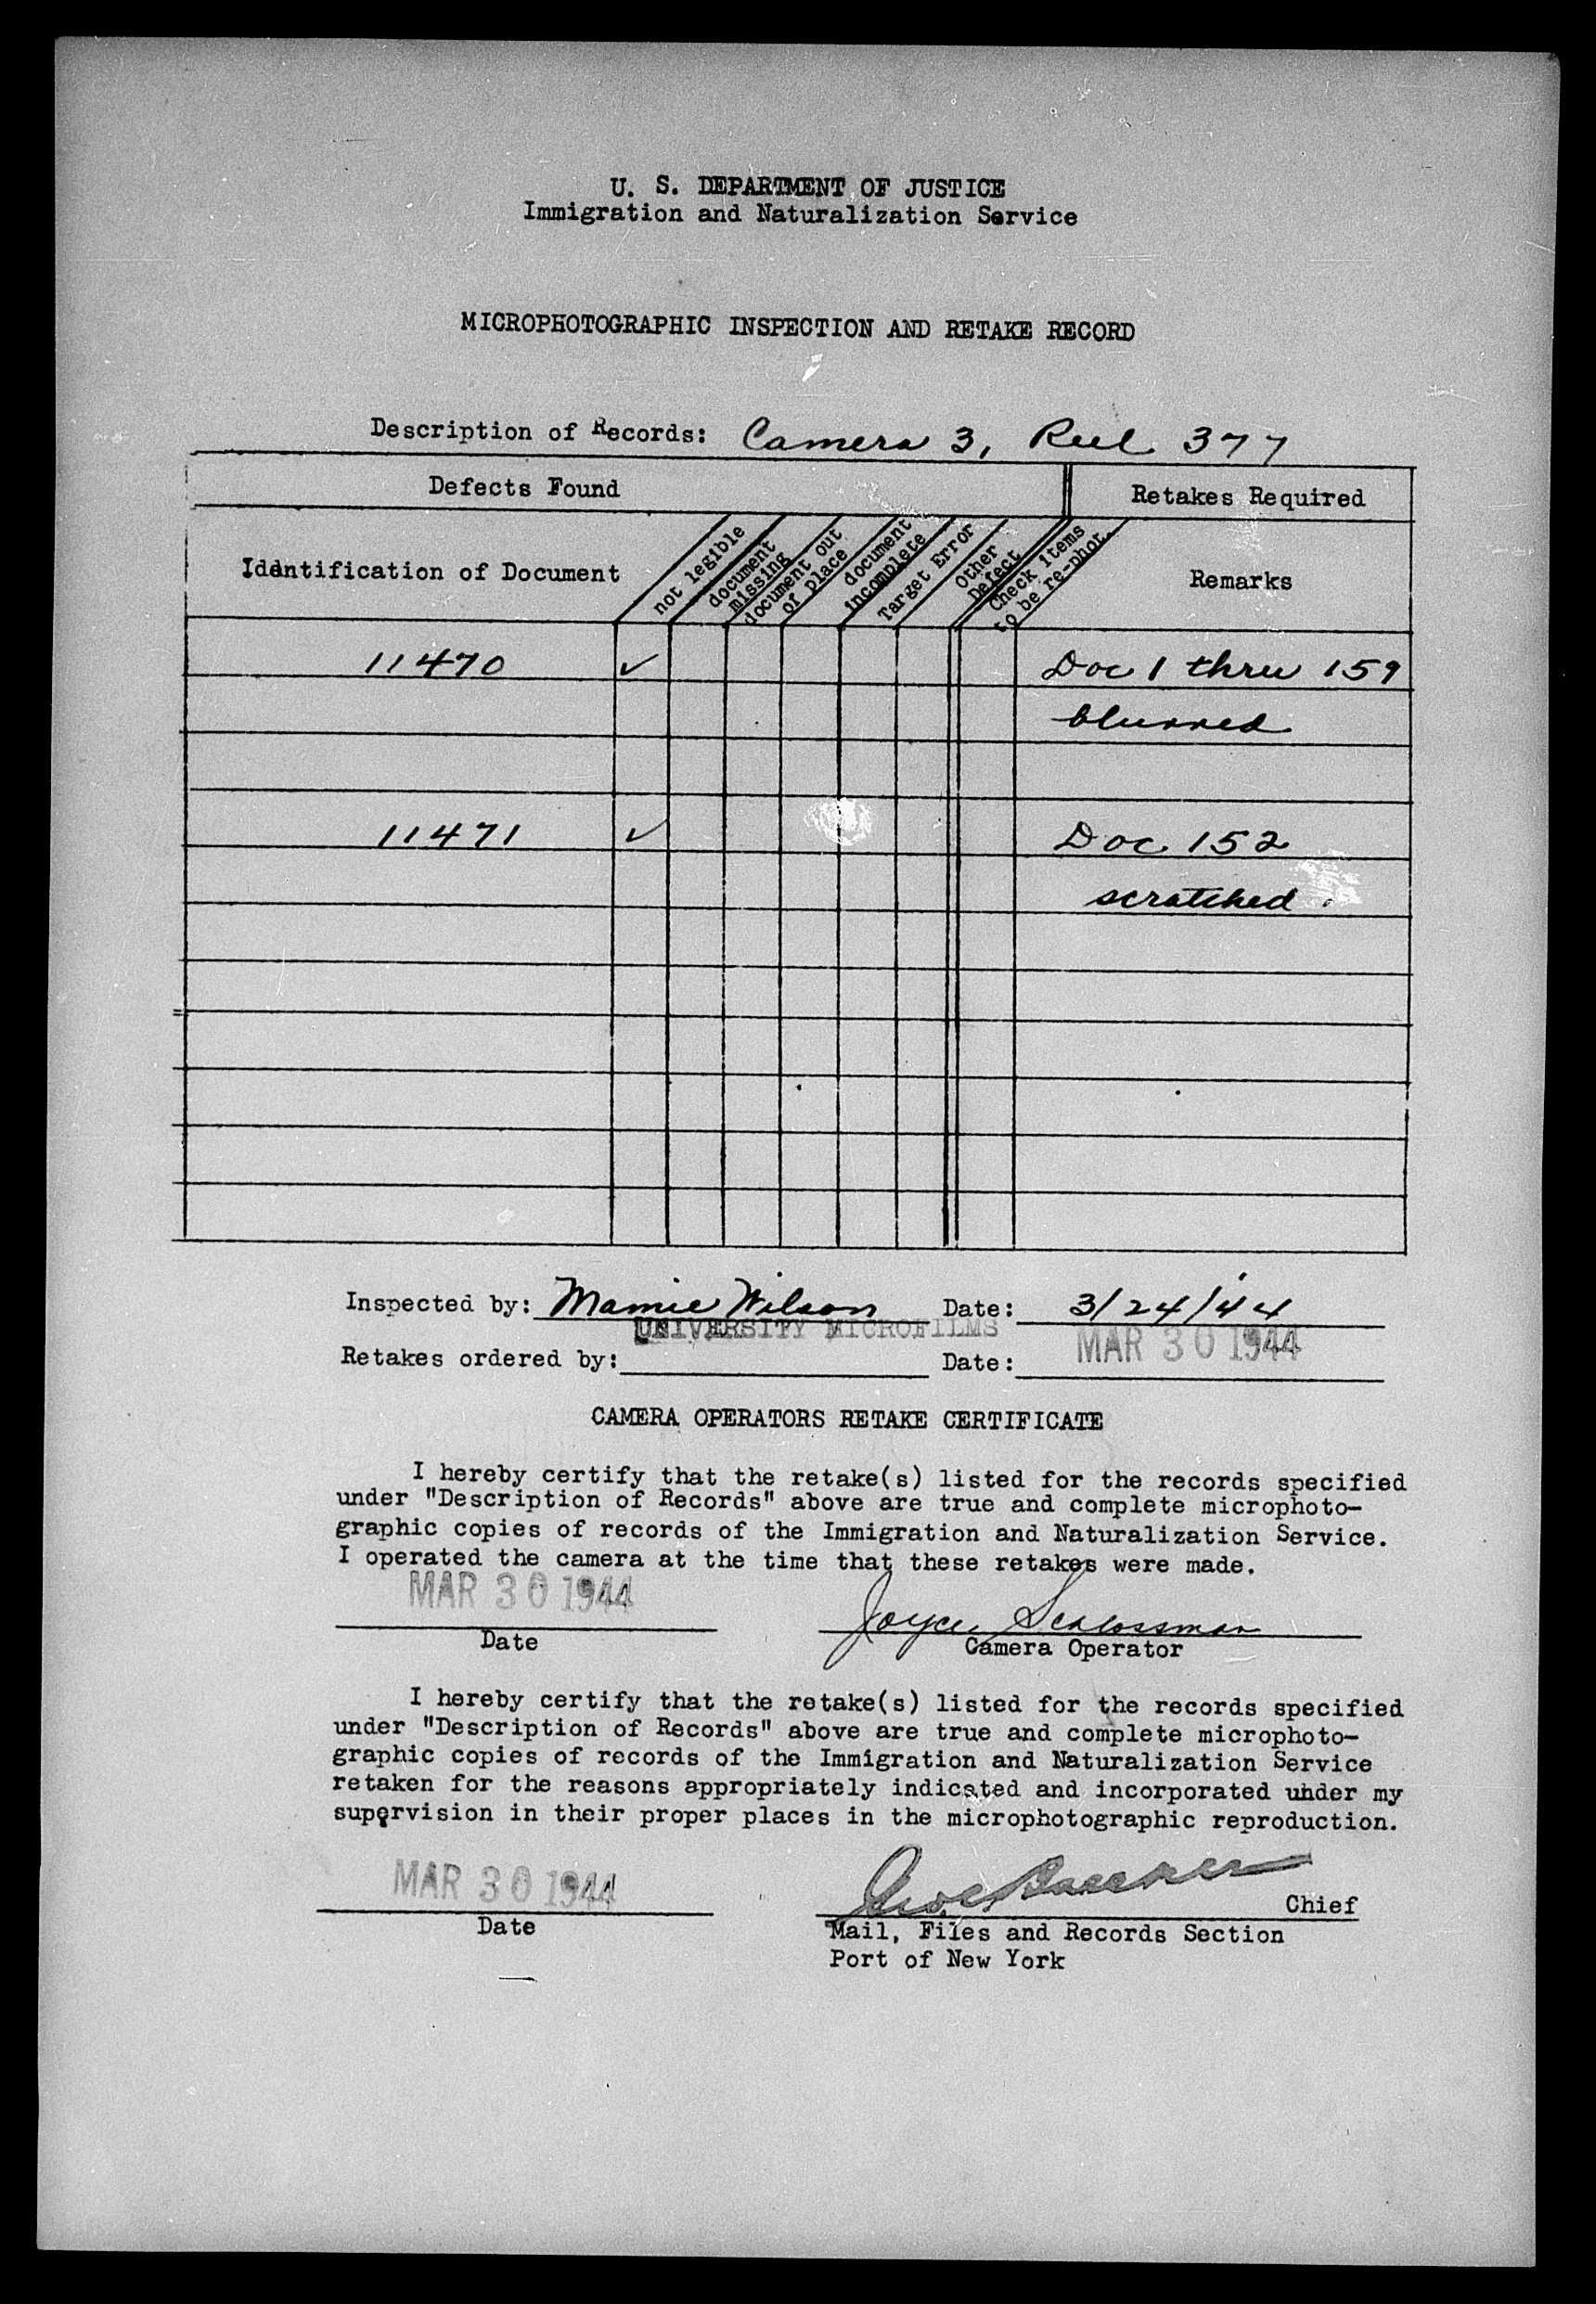 U. S. DEPARTMENT OF JUSTICE
Immigration and Naturalization Service
MICROPHOTOGRAPHIC INSPECTION AND RETAKE RECORD
Description of Records: Camera 3, Reel 377
Defects Found
Retakes Required
Identification of Document
not legible
document missing
document out of place
document incomplete
Target Error
Other Defect
Check items to be re-phot.
Remarks
11470 ✓ Doc 1 thru 159
blurred
11471 ✓ Doc 152
scratched.
Inspected by: Mamie Wilson Date: 3/24/44
UNIVERSITY MICROFILMS
Retakes ordered by: Date: MAR 30 1944
CAMERA OPERATORS RETAKE CERTIFICATE
I hereby certify that the retake(s) listed for the records specified
under "Description of Records" above are true and complete microphoto-
graphic copies of records of the Immigration and Naturalization Service.
I operated the camera at the time that these retakes were made.
MAR 30 1944 Joyce Schlossman
Date Camera Operator
I hereby certify that the retake(s) listed for the records specified
under "Description of Records" above are true and complete microphoto-
graphic copies of records of the Immigration and Naturalization Service
retaken for the reasons appropriately indicated and incorporated under my
supervision in their proper places in the microphotographic reproduction.
MAR 30 1944 Chief
Date Mail, Files and Records Section
Port of New York